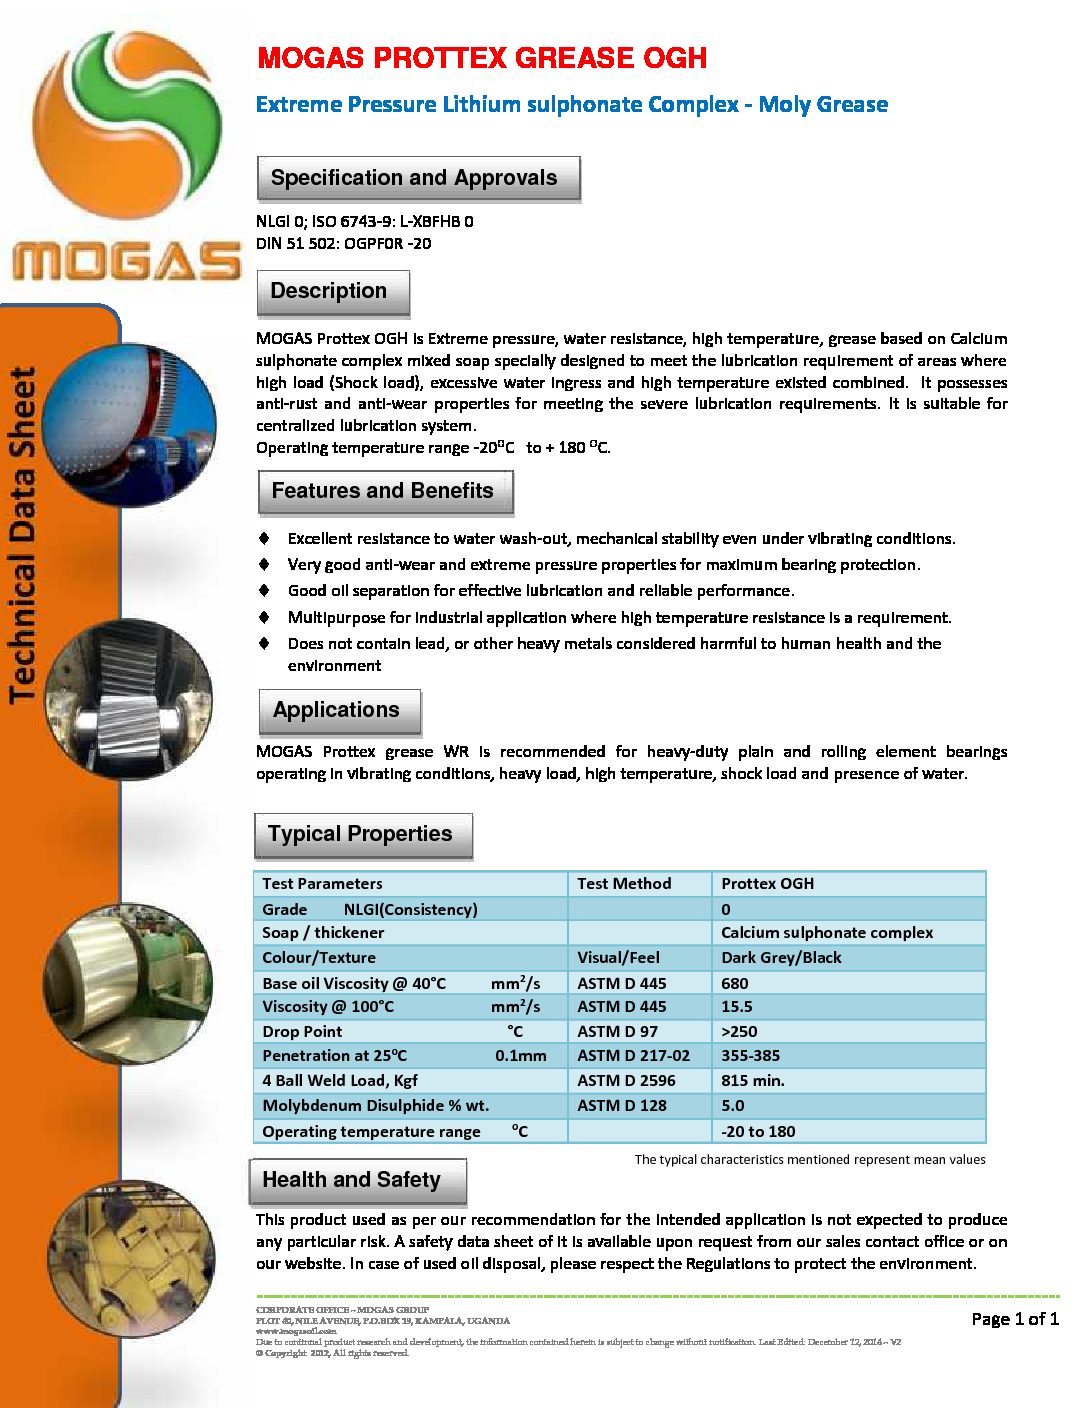 MOGAS
Technical Data Sheet
MOGAS PROTTEX GREASE OGH
Extreme Pressure Lithium sulphonate Complex - Moly Grease
Specification and Approvals
NLGI 0; ISO 6743-9: L-XBFHB 0
DIN 51 502: OGPF0R -20
Description
MOGAS Prottex OGH is Extreme pressure, water resistance, high temperature, grease based on Calcium
sulphonate complex mixed soap specially designed to meet the lubrication requirement of areas where
high load (Shock load), excessive water ingress and high temperature existed combined. It possesses
anti-rust and anti-wear properties for meeting the severe lubrication requirements. It is suitable for
centralized lubrication system.
Operating temperature range -20°C to + 180 °C.
Features and Benefits
♦ Excellent resistance to water wash-out, mechanical stability even under vibrating conditions.
♦ Very good anti-wear and extreme pressure properties for maximum bearing protection.
♦ Good oil separation for effective lubrication and reliable performance.
♦ Multipurpose for industrial application where high temperature resistance is a requirement.
♦ Does not contain lead, or other heavy metals considered harmful to human health and the
environment
Applications
MOGAS Prottex grease WR is recommended for heavy-duty plain and rolling element bearings
operating in vibrating conditions, heavy load, high temperature, shock load and presence of water.
Typical Properties
Test Parameters Test Method Prottex OGH
Grade NLGI(Consistency) 0
Soap / thickener Calcium sulphonate complex
Colour/Texture Visual/Feel Dark Grey/Black
Base oil Viscosity @ 40°C mm²/s ASTM D 445 680
Viscosity @ 100°C mm²/s ASTM D 445 15.5
Drop Point °C ASTM D 97 >250
Penetration at 25°C 0.1mm ASTM D 217-02 355-385
4 Ball Weld Load, Kgf ASTM D 2596 815 min.
Molybdenum Disulphide % wt. ASTM D 128 5.0
Operating temperature range °C -20 to 180
The typical characteristics mentioned represent mean values
Health and Safety
This product used as per our recommendation for the intended application is not expected to produce
any particular risk. A safety data sheet of it is available upon request from our sales contact office or on
our website. In case of used oil disposal, please respect the Regulations to protect the environment.
CORPORATE OFFICE – MOGAS GROUP
PLOT NILE AVENUE, P.O.BOX KAMPALA, UGANDA
www.mogasoil.com
Due to continual product research and development, the information contained herein is subject to change without notification. Last Edited: December 12, – V2
© Copyright 2012, All rights reserved.
Page 1 of 1